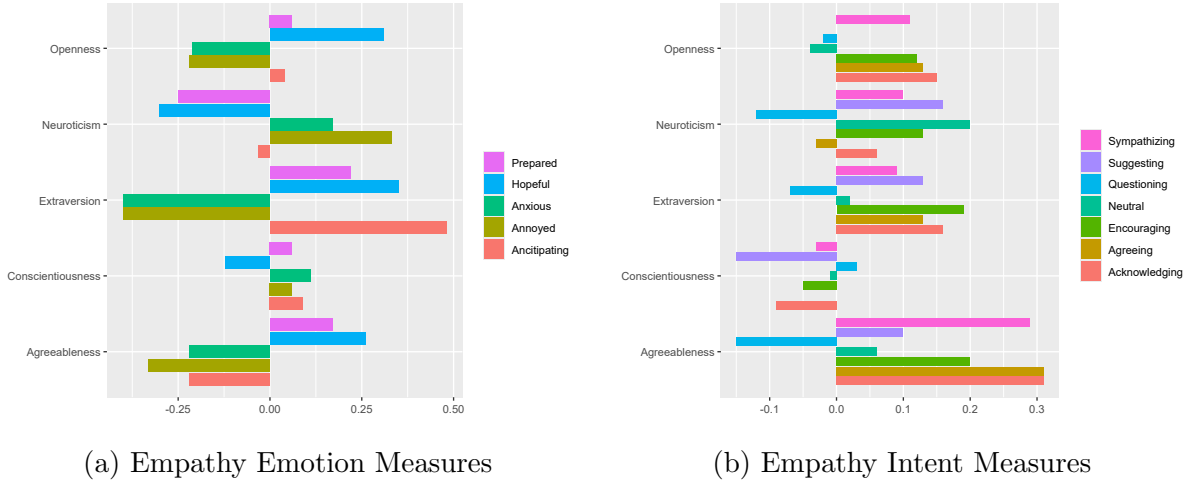 Openness
Neuroticism
Extraversion
Conscientiousness
Agreeableness
-0.25
0.00
0.25
0.50
Prepared
Hopeful
Anxious
Annoyed
Ancitipating
(a) Empathy Emotion Measures
Openness
Neuroticism
Extraversion
Conscientiousness
Agreeableness
-0.1
0.0
0.1
0.2
0.3
Sympathizing
Suggesting
Questioning
Neutral
Encouraging
Agreeing
Acknowledging
(b) Empathy Intent Measures